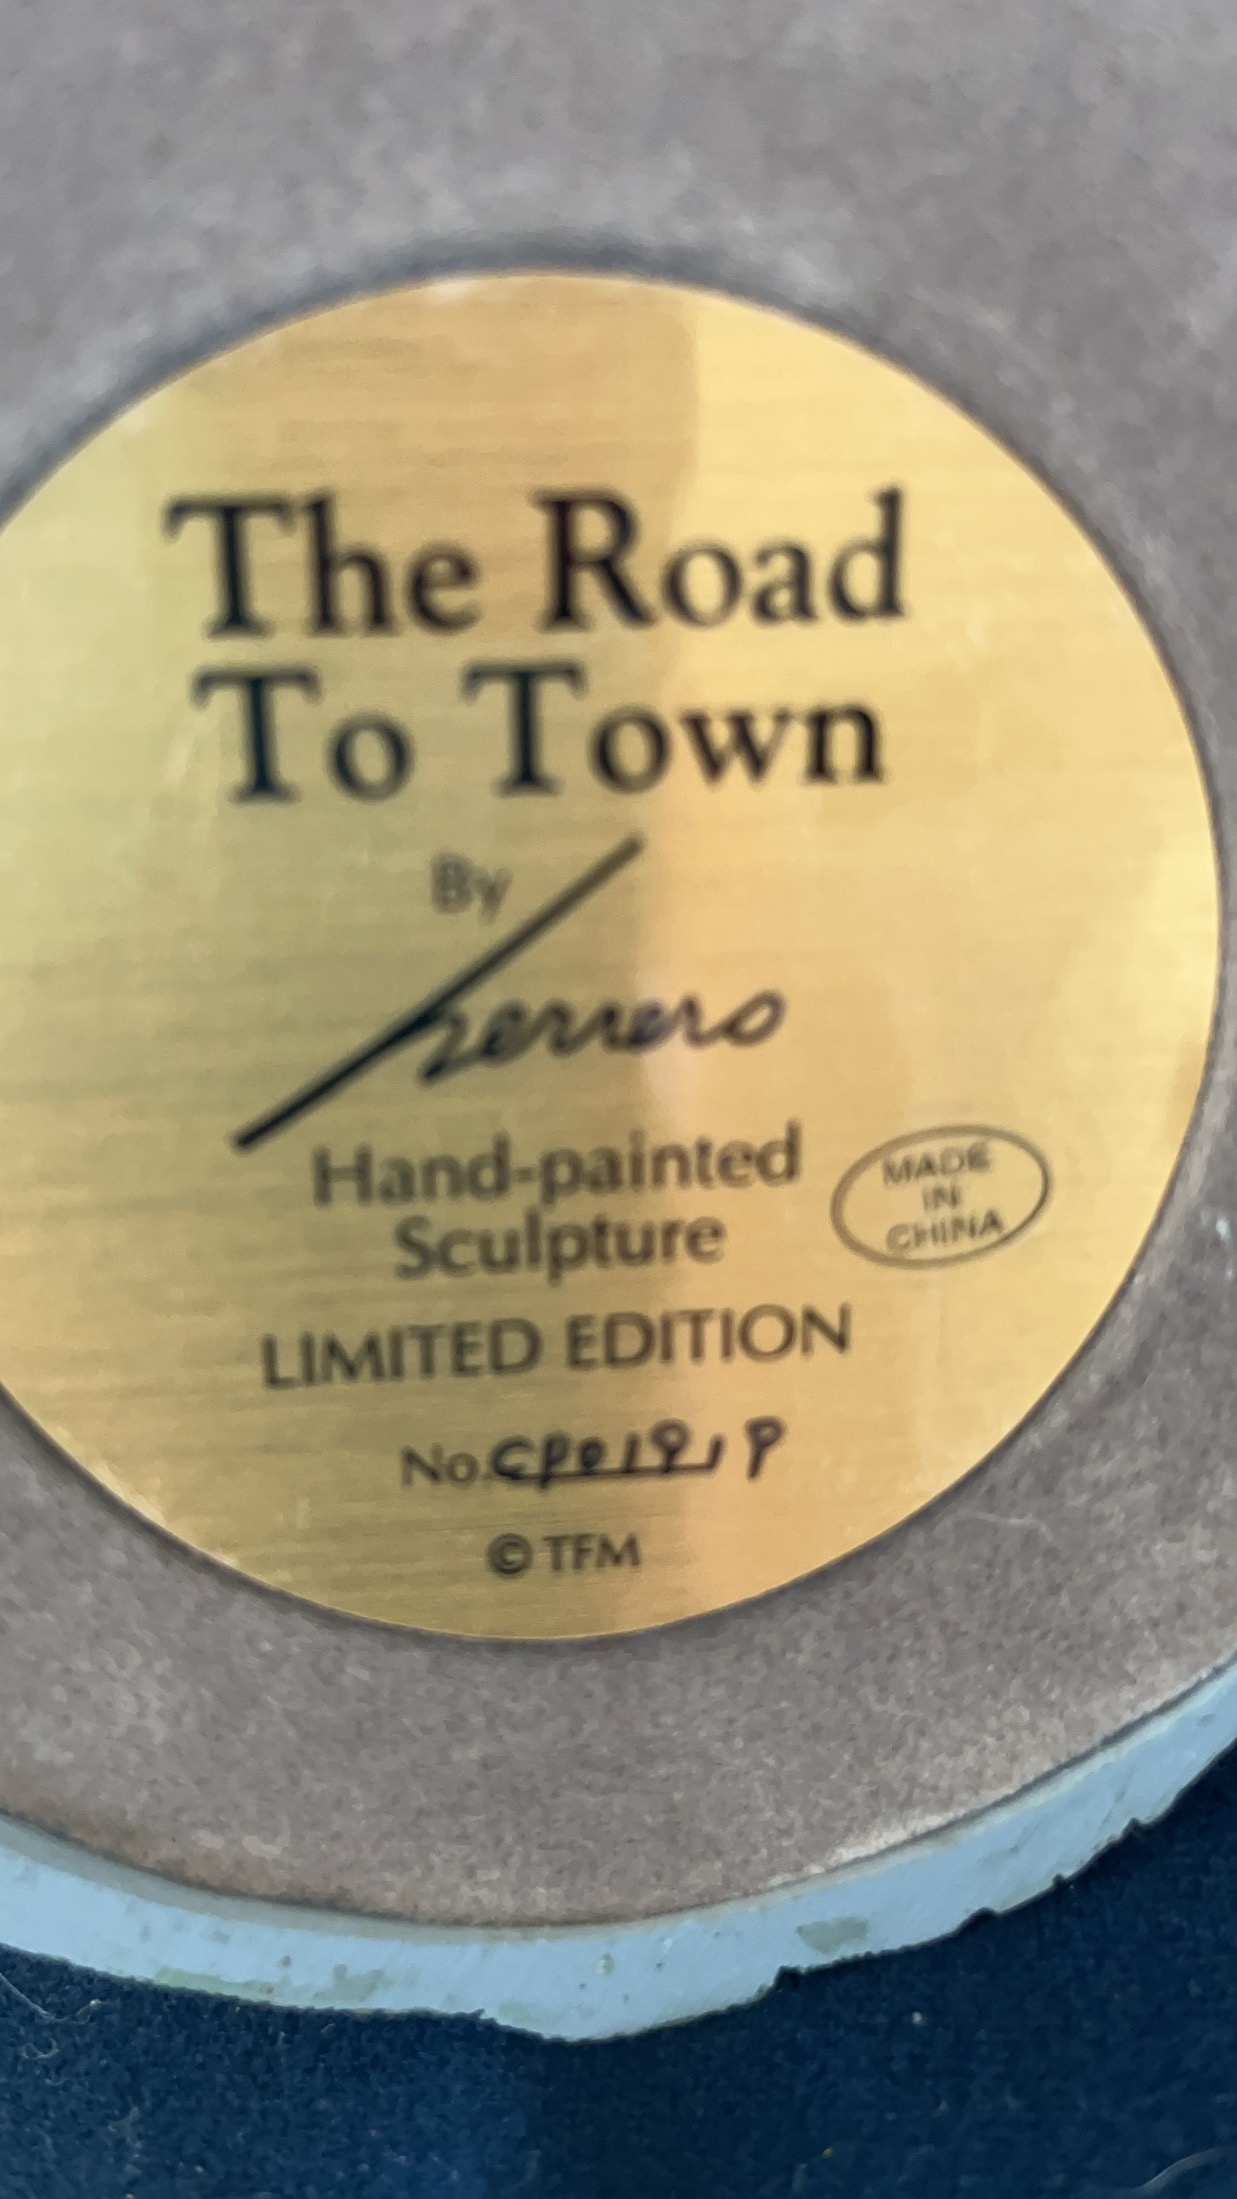 The Road
To Town
By
Herrero
Hand-painted
Sculpture
MADE
IN
CHINA
LIMITED EDITION
No.
© TFM